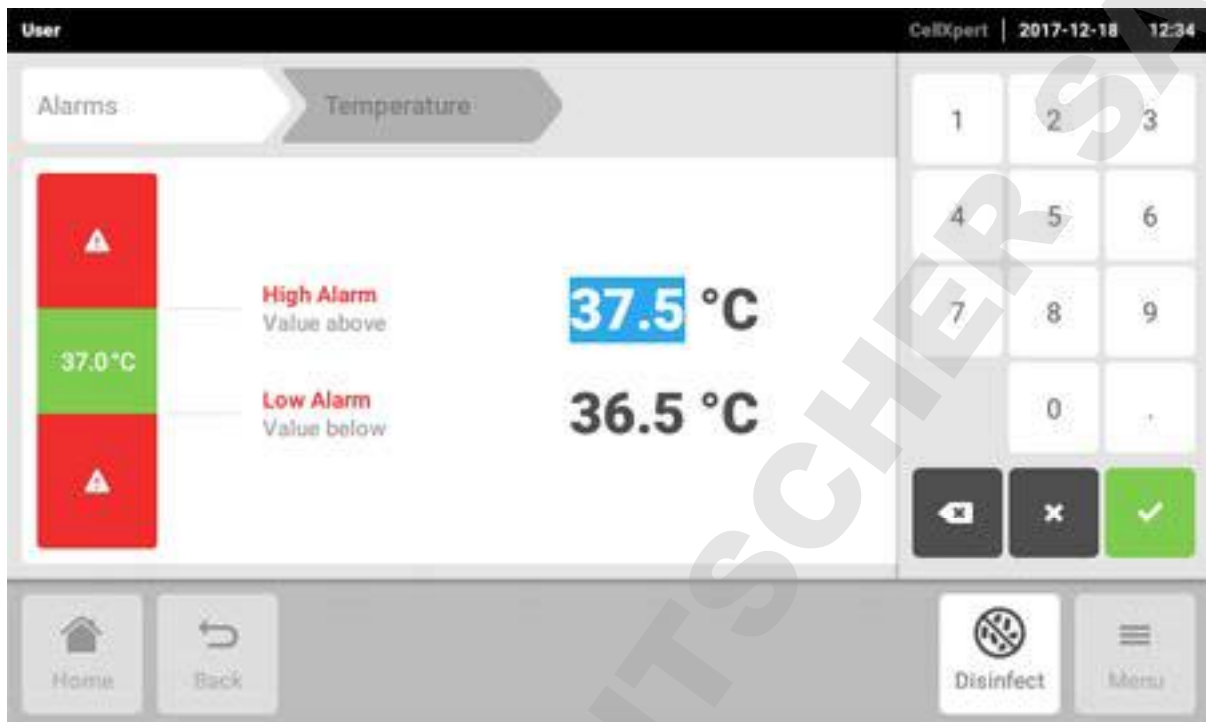 User
CellXpert | 2017-12-18 12:34
Alarms
Temperature
High Alarm
Value above
37.5 °C
37.0°C
Low Alarm
Value below
36.5 °C
1 2 3
4 5 6
7 8 9
0 .
Home
Back
Disinfect
Menu